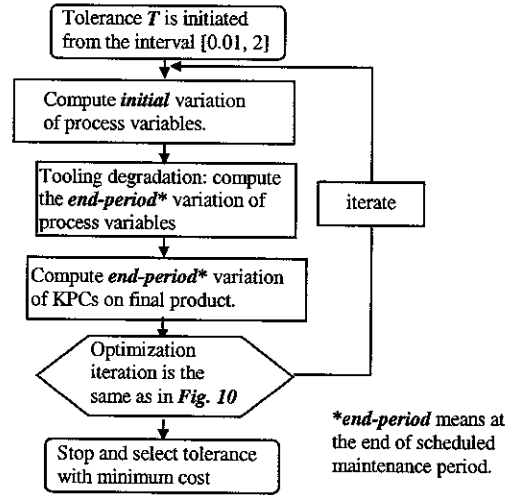 Tolerance T is initiated
from the interval [0.01, 2]
Compute initial variation
of process variables.
Tooling degradation: compute
the end-period* variation of
process variables
iterate
Compute end-period* variation
of KPCs on final product.
Optimization
iteration is the
same as in Fig. 10
*end-period means at
the end of scheduled
maintenance period.
Stop and select tolerance
with minimum cost